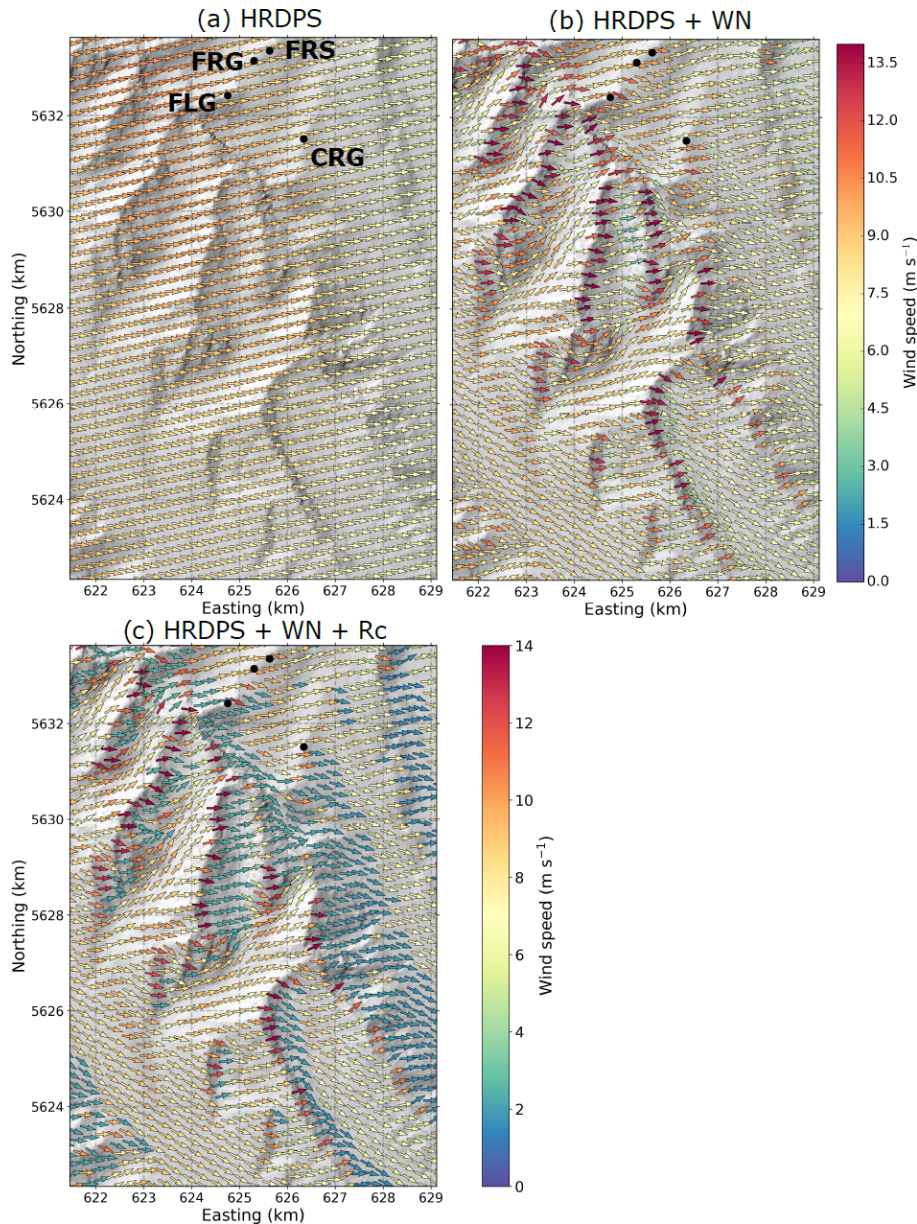 (a) HRDPS
(b) HRDPS + WN
FRG
FRS
FLG
CRG
5632
5630
5628
5626
5624
Northing (km)
622 623 624 625 626 627 628 629
Easting (km)
622 623 624 625 626 627 628 629
Easting (km)
13.5
12.0
10.5
9.0
7.5
6.0
4.5
3.0
1.5
0.0
Wind speed (m s⁻¹)
(c) HRDPS + WN + Rc
5632
5630
5628
5626
5624
Northing (km)
622 623 624 625 626 627 628 629
Easting (km)
14
12
10
8
6
4
2
0
Wind speed (m s⁻¹)